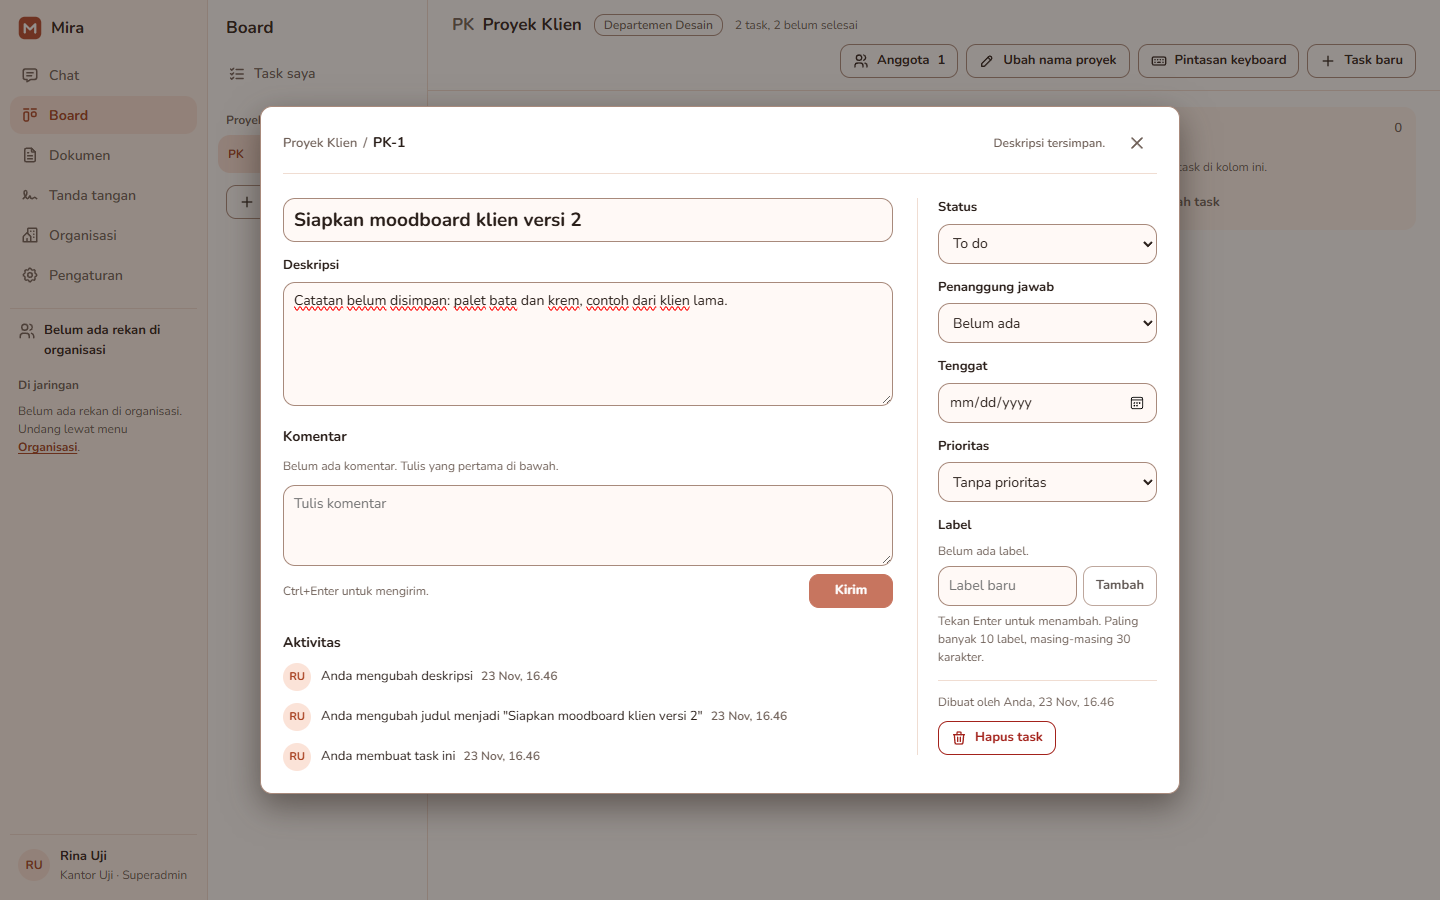 Mira
Chat
Board
Dokumen
Tanda tangan
Organisasi
Pengaturan
Belum ada rekan di
organisasi
Di jaringan
Belum ada rekan di organisasi.
Undang lewat menu
Organisasi.
RU
Rina Uji
Kantor Uji · Superadmin
Board
Task saya
Proyek
PK
PK Proyek Klien
Departemen Desain
2 task, 2 belum selesai
Anggota 1
Ubah nama proyek
Pintasan keyboard
Task baru
0
task di kolom ini.
task
Proyek Klien / PK-1
Deskripsi tersimpan.
Siapkan moodboard klien versi 2
Deskripsi
Catatan belum disimpan: palet bata dan krem, contoh dari klien lama.
Komentar
Belum ada komentar. Tulis yang pertama di bawah.
Tulis komentar
Ctrl+Enter untuk mengirim.
Kirim
Aktivitas
RU Anda mengubah deskripsi 23 Nov, 16.46
RU Anda mengubah judul menjadi "Siapkan moodboard klien versi 2" 23 Nov, 16.46
RU Anda membuat task ini 23 Nov, 16.46
Status
To do
Penanggung jawab
Belum ada
Tenggat
mm/dd/yyyy
Prioritas
Tanpa prioritas
Label
Belum ada label.
Label baru
Tambah
Tekan Enter untuk menambah. Paling
banyak 10 label, masing-masing 30
karakter.
Dibuat oleh Anda, 23 Nov, 16.46
Hapus task